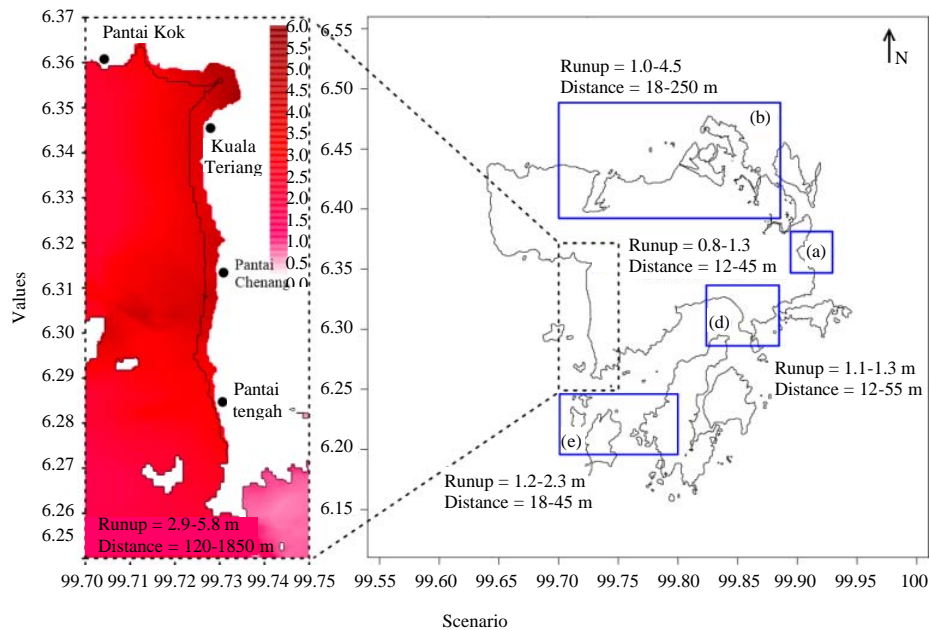 6.37
6.36
6.35
6.34
6.33
6.32
6.31
6.30
6.29
6.28
6.27
6.26
6.25
Values
Pantai Kok
Kuala
Teriang
Pantai
Chenang
Pantai
tengah
6.0
5.5
5.0
4.5
4.0
3.5
3.0
2.5
2.0
1.5
1.0
0.5
0.0
Runup = 2.9-5.8 m
Distance = 120-1850 m
99.70 99.71 99.72 99.73 99.74 99.75
6.55
6.50
6.45
6.40
6.35
6.30
6.25
6.20
6.15
N
Runup = 1.0-4.5
Distance = 18-250 m
(b)
Runup = 0.8-1.3
Distance = 12-45 m
(a)
(d)
Runup = 1.1-1.3 m
Distance = 12-55 m
(e)
Runup = 1.2-2.3 m
Distance = 18-45 m
99.55 99.60 99.70 99.75 99.80 99.85 99.90 99.95 100
Scenario